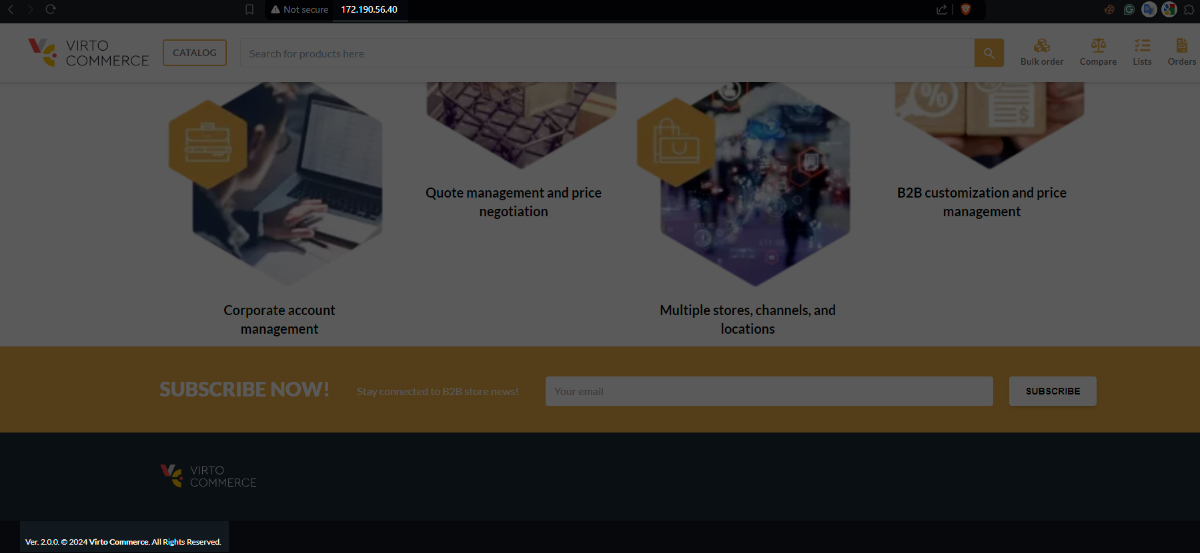 Not secure 172.190.56.40
VIRTO
COMMERCE
CATALOG
Search for products here
Bulk order
Compare
Lists
Orders
Quote management and price
negotiation
B2B customization and price
management
Corporate account
management
Multiple stores, channels, and
locations
SUBSCRIBE NOW!
Stay connected to B2B store news!
Your email
SUBSCRIBE
VIRTO
COMMERCE
Ver. 2.0.0. © 2024 Virto Commerce. All Rights Reserved.